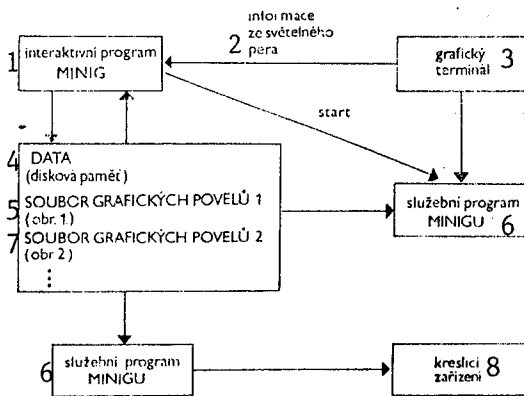 informace
2 ze světelného
pera
1 interaktivní program
MINIG
grafický 3
terminál
start
4 DATA
(disková paměť)
5 SOUBOR GRAFICKÝCH POVELŮ 1
(obr. 1)
7 SOUBOR GRAFICKÝCH POVELŮ 2
(obr 2)
služební program
MINIGU 6
6 služební program
MINIGU
kreslicí 8
zařízení